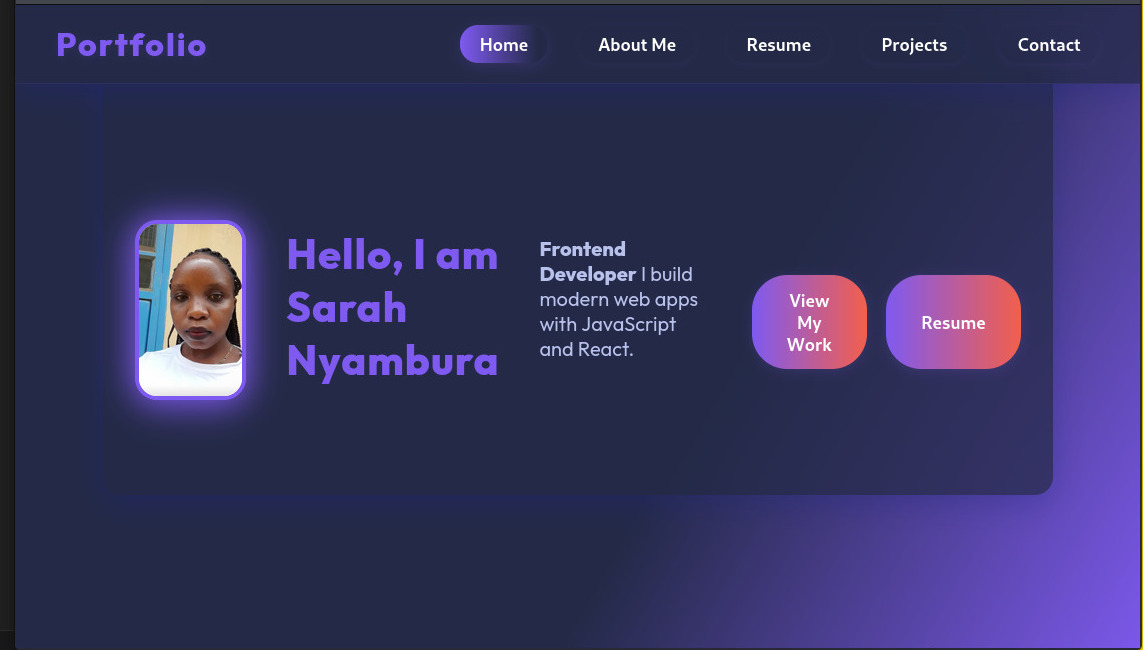 Portfolio
Home
About Me
Resume
Projects
Contact
Hello, I am
Sarah
Nyambura
Frontend
Developer I build
modern web apps
with JavaScript
and React.
View
My
Work
Resume